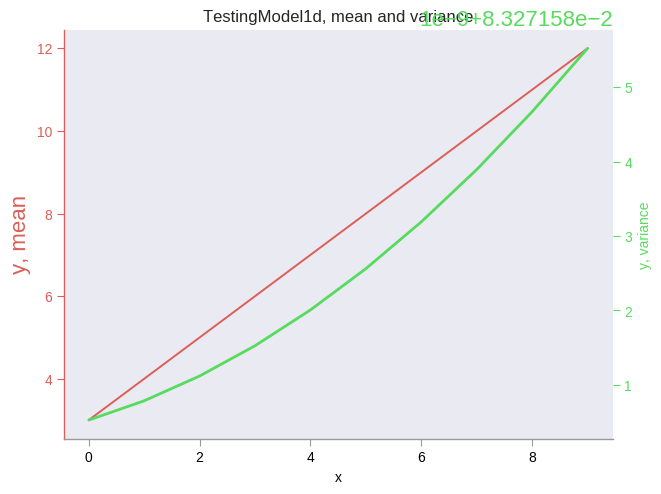 TestingModel1d, mean and variance
1e−9+8.327158e−2
12
10
8
6
4
y, mean
5
4
3
2
1
y, variance
0 2 4 6 8
x